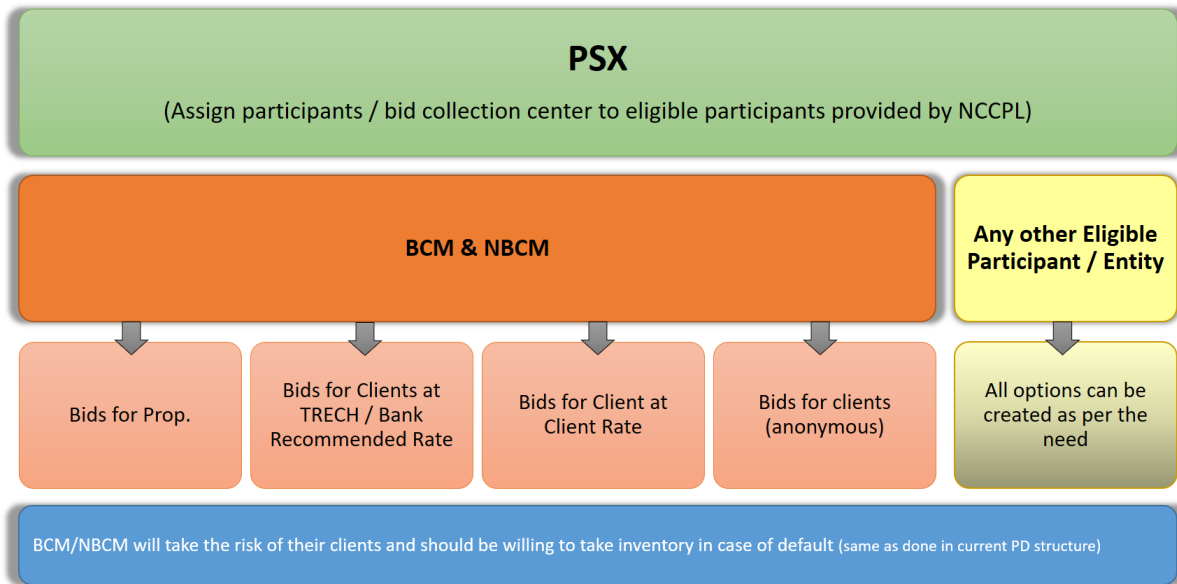 PSX
(Assign participants / bid collection center to eligible participants provided by NCCPL)
BCM & NBCM
Any other Eligible
Participant / Entity
Bids for Prop.
Bids for Clients at
TRECH / Bank
Recommended Rate
Bids for Client at
Client Rate
Bids for clients
(anonymous)
All options can be
created as per the
need
BCM/NBCM will take the risk of their clients and should be willing to take inventory in case of default (same as done in current PD structure)